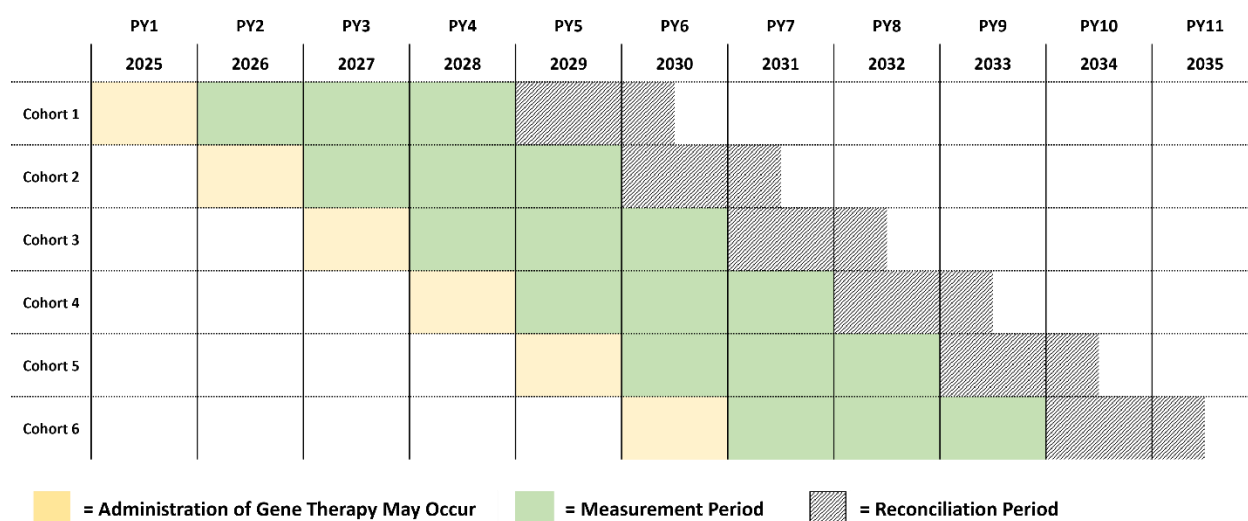 PY1 PY2 PY3 PY4 PY5 PY6 PY7 PY8 PY9 PY10 PY11
2025 2026 2027 2028 2029 2030 2031 2032 2033 2034 2035
Cohort 1
Cohort 2
Cohort 3
Cohort 4
Cohort 5
Cohort 6
= Administration of Gene Therapy May Occur = Measurement Period = Reconciliation Period